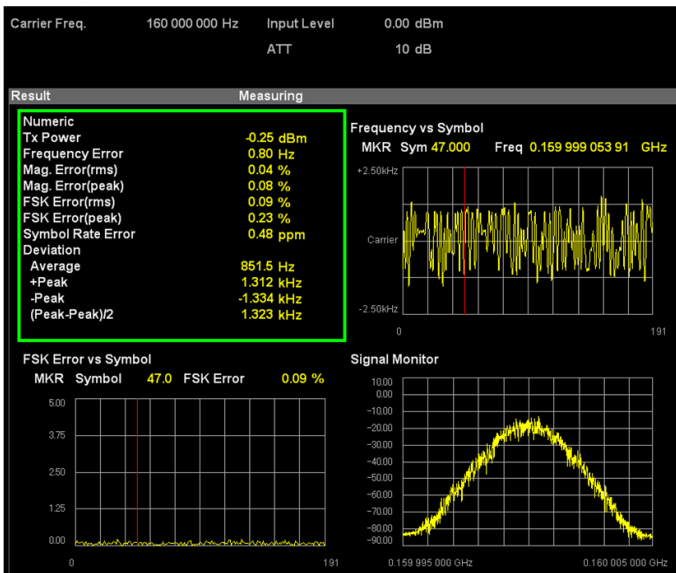 Carrier Freq. 160 000 000 Hz Input Level 0.00 dBm
ATT 10 dB
Result Measuring
Numeric
Tx Power -0.25 dBm
Frequency Error 0.80 Hz
Mag. Error(rms) 0.04 %
Mag. Error(peak) 0.08 %
FSK Error(rms) 0.09 %
FSK Error(peak) 0.23 %
Symbol Rate Error 0.48 ppm
Deviation
Average 851.5 Hz
+Peak 1.312 kHz
-Peak -1.334 kHz
(Peak-Peak)/2 1.323 kHz
Frequency vs Symbol
MKR Sym 47.000 Freq 0.159 999 053 91 GHz
+2.50kHz
Carrier
-2.50kHz
0 191
FSK Error vs Symbol
MKR Symbol 47.0 FSK Error 0.09 %
5.00
3.75
2.50
1.25
0.00
0 191
Signal Monitor
10.00
0.00
-10.00
-20.00
-30.00
-40.00
-50.00
-60.00
-70.00
-80.00
-90.00
0.159 995 000 GHz 0.160 005 000 GHz